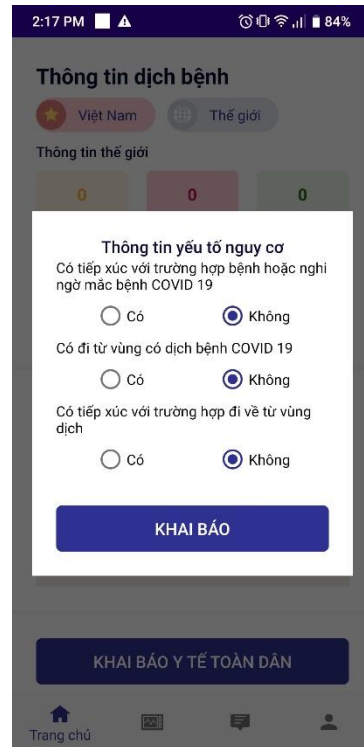 2:17 PM 84%
Thông tin dịch bệnh
Việt Nam Thế giới
Thông tin thế giới
0 0 0
Thông tin yếu tố nguy cơ
Có tiếp xúc với trường hợp bệnh hoặc nghi
ngờ mắc bệnh COVID 19
Có Không
Có đi từ vùng có dịch bệnh COVID 19
Có Không
Có tiếp xúc với trường hợp đi về từ vùng
dịch
Có Không
KHAI BÁO
KHAI BÁO Y TẾ TOÀN DÂN
Trang chủ